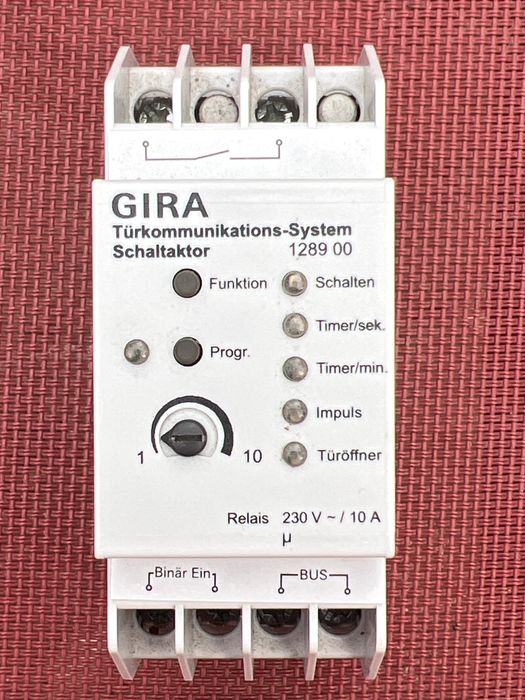 GIRA
Türkommunikations-System
Schaltaktor 1289 00
Funktion Schalten
Timer/sek.
Progr. Timer/min.
Impuls
1 10 Türöffner
Relais 230 V ~ / 10 A
µ
Binär Ein BUS